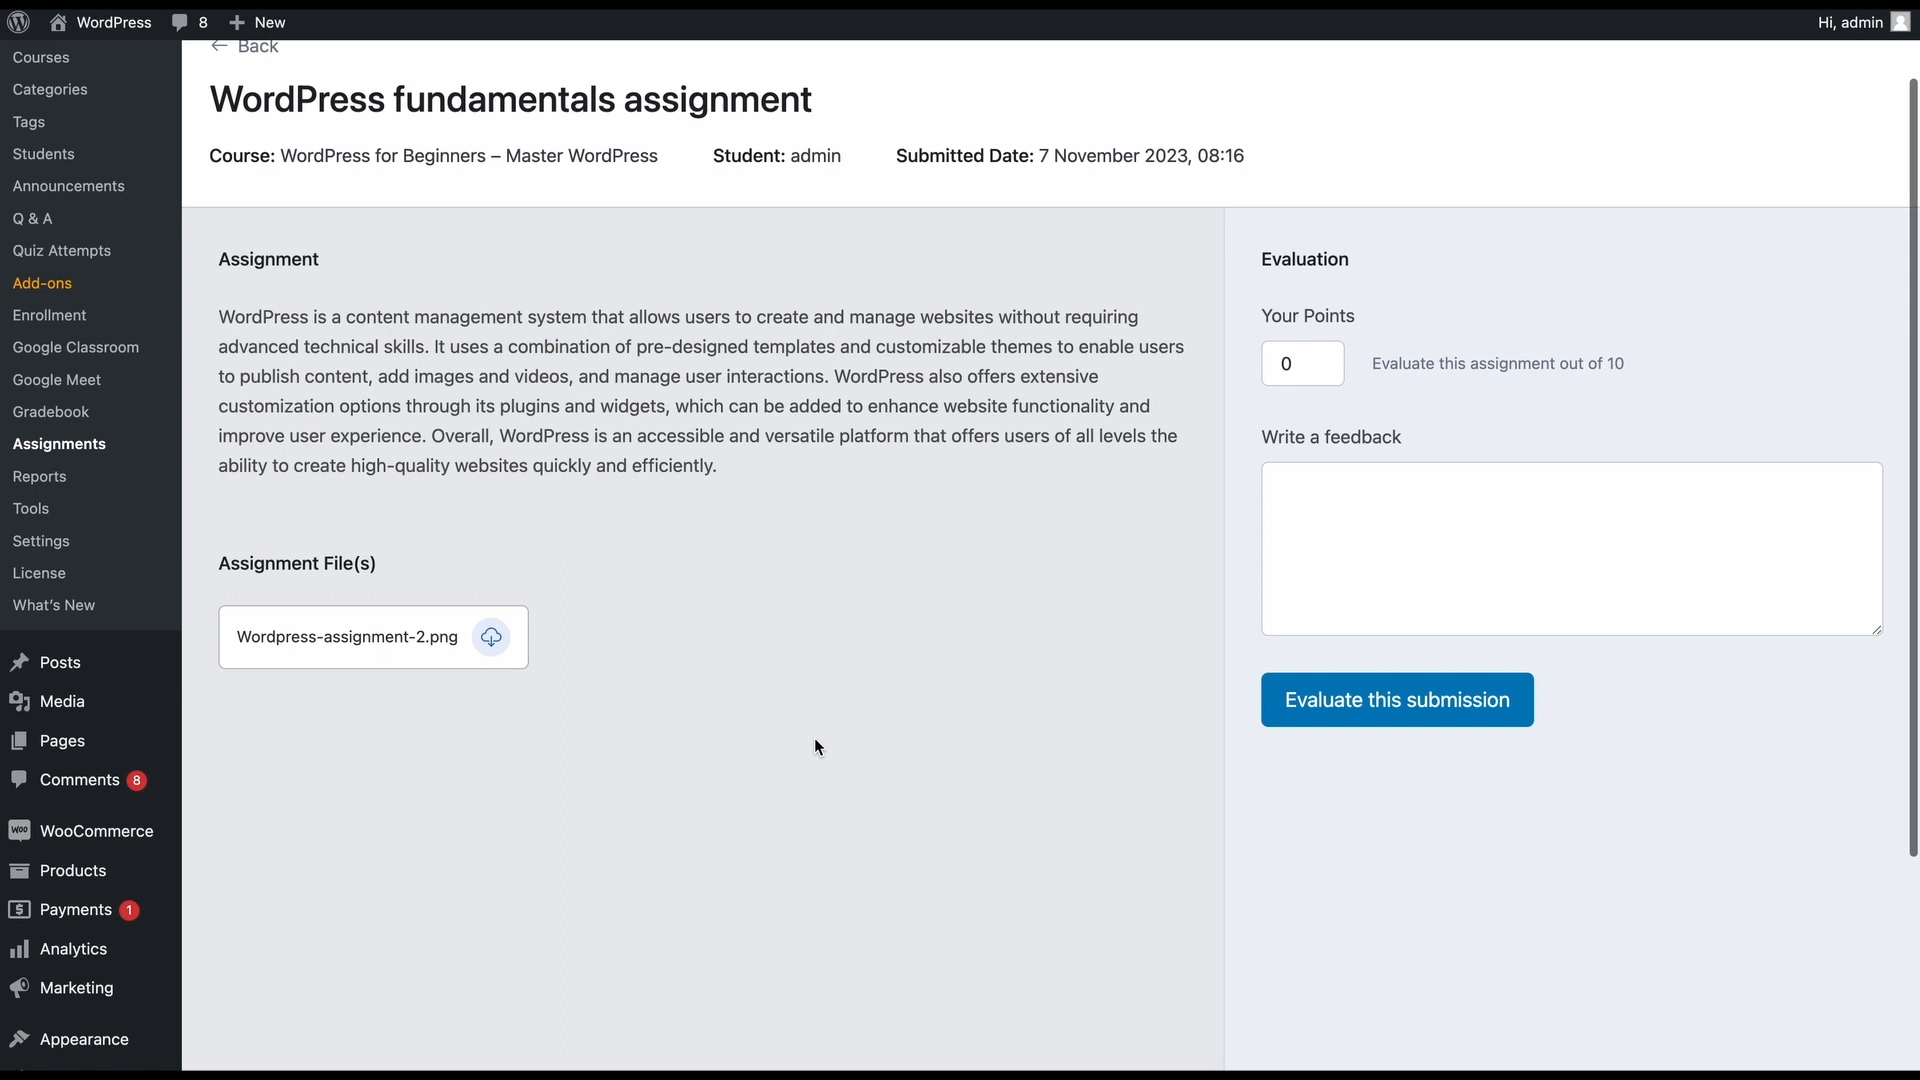 WordPress 8 New Hi, admin
Back
Courses
Categories
Tags
Students
Announcements
Q & A
Quiz Attempts
Add-ons
Enrollment
Google Classroom
Google Meet
Gradebook
Assignments
Reports
Tools
Settings
License
What's New
Posts
Media
Pages
Comments 8
Woo WooCommerce
Products
Payments 1
Analytics
Marketing
Appearance
WordPress fundamentals assignment
Course: WordPress for Beginners – Master WordPress Student: admin Submitted Date: 7 November 2023, 08:16
Assignment
WordPress is a content management system that allows users to create and manage websites without requiring
advanced technical skills. It uses a combination of pre-designed templates and customizable themes to enable users
to publish content, add images and videos, and manage user interactions. WordPress also offers extensive
customization options through its plugins and widgets, which can be added to enhance website functionality and
improve user experience. Overall, WordPress is an accessible and versatile platform that offers users of all levels the
ability to create high-quality websites quickly and efficiently.
Assignment File(s)
Wordpress-assignment-2.png
Evaluation
Your Points
0 Evaluate this assignment out of 10
Write a feedback
Evaluate this submission